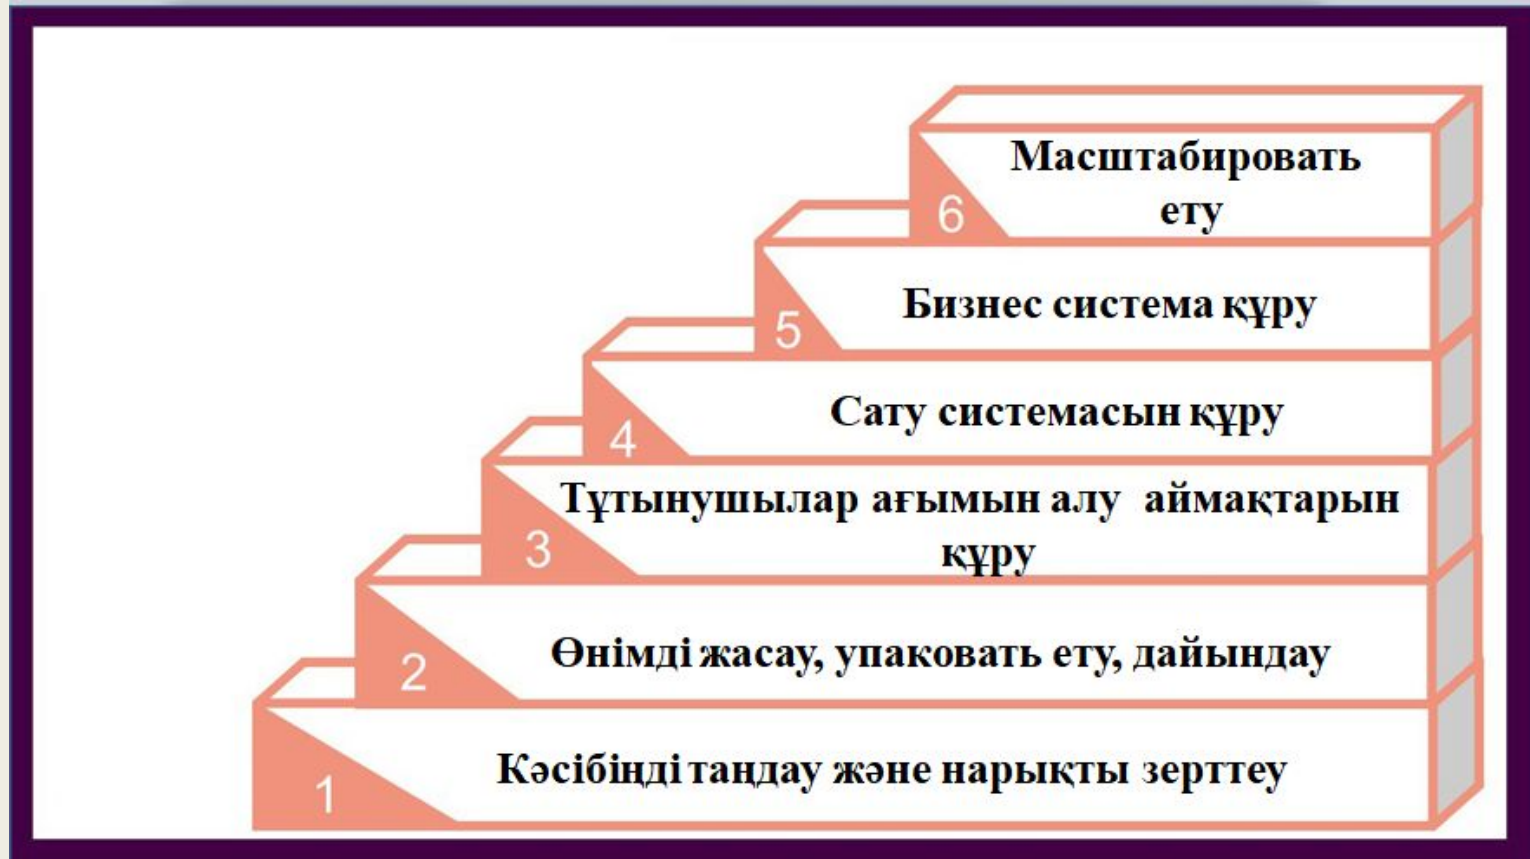 Масштабировать
ету
6
Бизнес система құру
5
Сату системасын құру
4
Тұтынушылар ағымын алу аймақтарын
құру
3
Өнімді жасау, упаковать ету, дайындау
2
Кәсібіңді таңдау және нарықты зерттеу
1